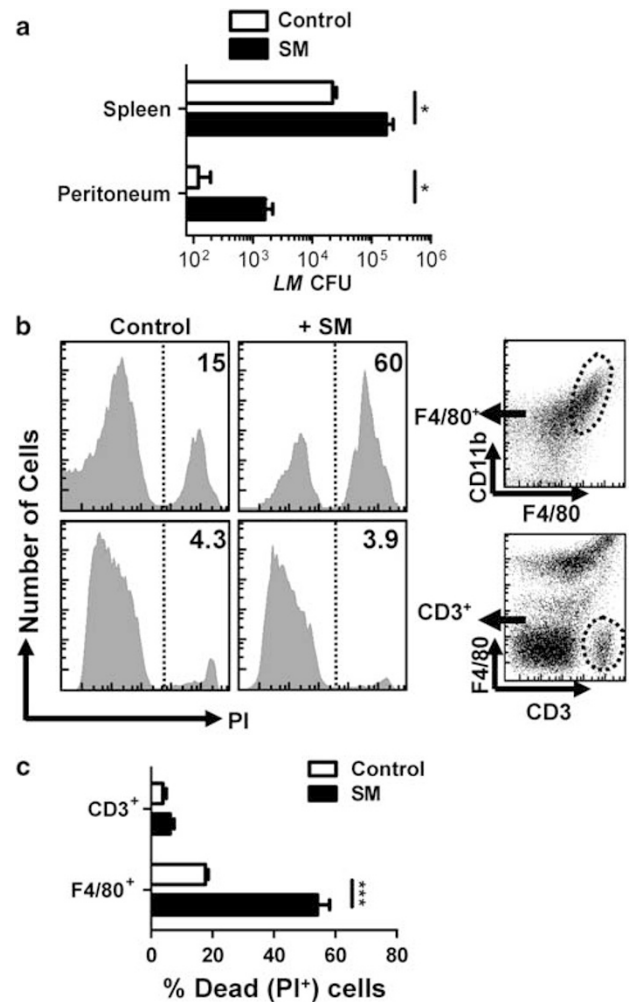 a
Control
SM
Spleen
*
Peritoneum
*
10² 10³ 10⁴ 10⁵ 10⁶
LM CFU
b
Control + SM
15 60
F4/80⁺
CD11b
F4/80
4.3 3.9
CD3⁺
F4/80
CD3
Number of Cells
PI
c
Control
SM
CD3⁺
F4/80⁺
***
0 20 40 60 80
% Dead (PI⁺) cells